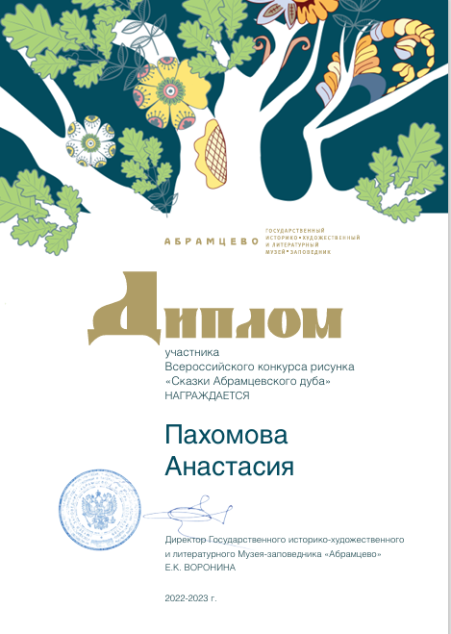 АБРАМЦЕВО
ГОСУДАРСТВЕННЫЙ
ИСТОРИКО-ХУДОЖЕСТВЕННЫЙ
И ЛИТЕРАТУРНЫЙ
МУЗЕЙ-ЗАПОВЕДНИК
Диплом
участника
Всероссийского конкурса рисунка
«Сказки Абрамцевского дуба»
НАГРАЖДАЕТСЯ
Пахомова
Анастасия
Директор Государственного историко-художественного
и литературного Музея-заповедника «Абрамцево»
Е.К. ВОРОНИНА
2022-2023 г.